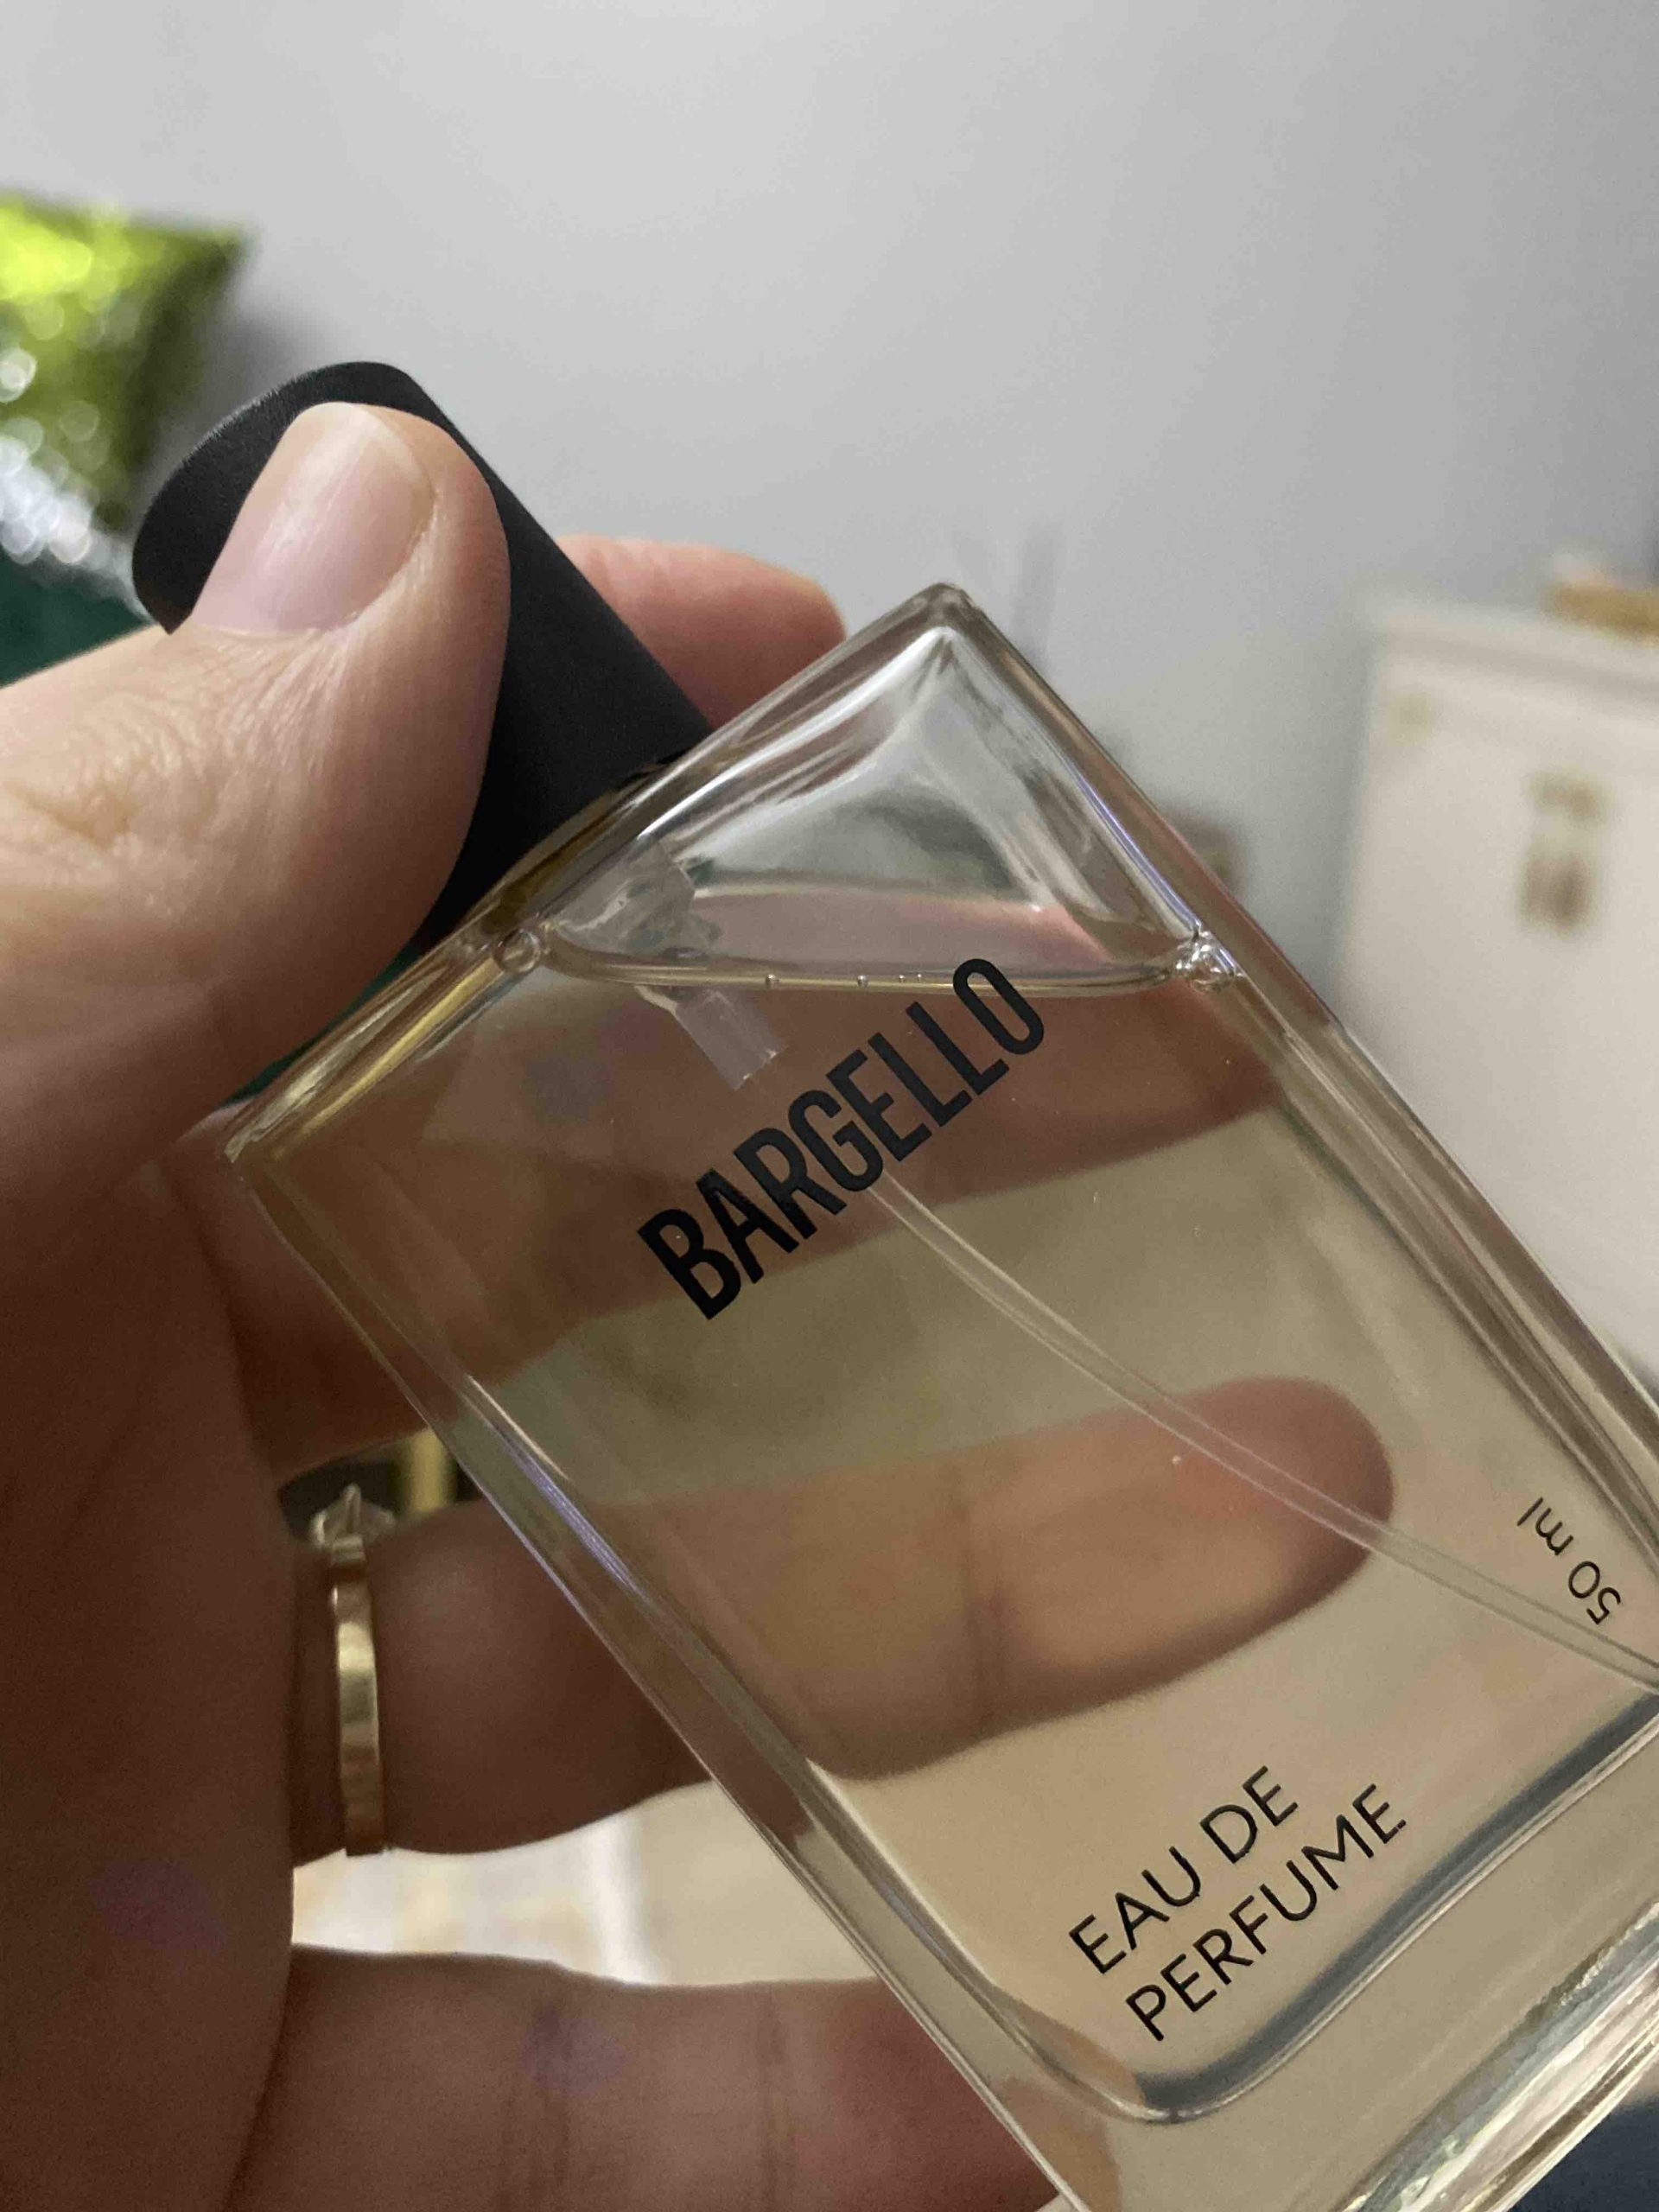 BARGELLO
50 ml
EAU DE
PERFUME